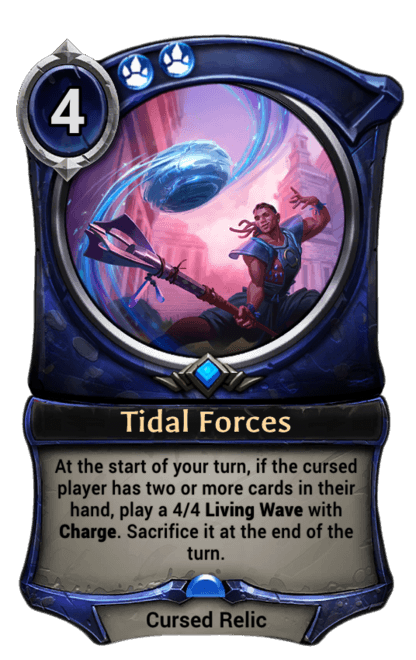 4
Tidal Forces
At the start of your turn, if the cursed
player has two or more cards in their
hand, play a 4/4 Living Wave with
Charge. Sacrifice it at the end of the
turn.
Cursed Relic